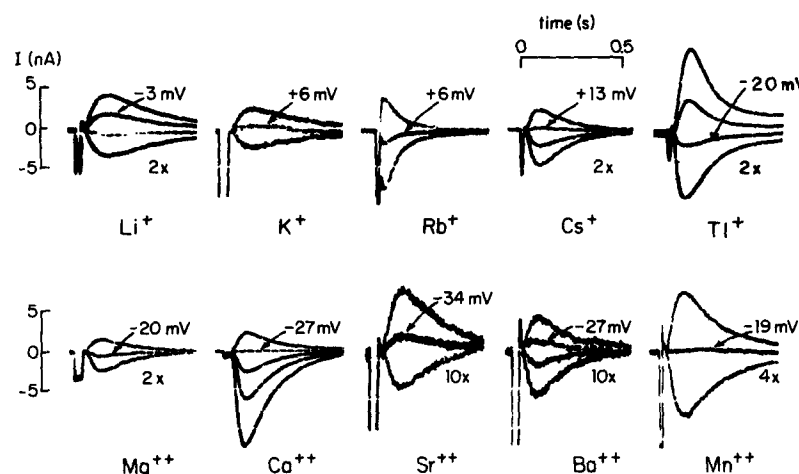 time (s)
I (nA)
0 0.5
5
0
-5
-3 mV
+6 mV
+6 mV
+13 mV
-20 mV
2x
2x
2x
Li+
K+
Rb+
Cs+
Tl+
5
0
-5
-20 mV
-27 mV
-34 mV
-27 mV
-19 mV
2x
10x
10x
4x
Mg++
Ca++
Sr++
Ba++
Mn++